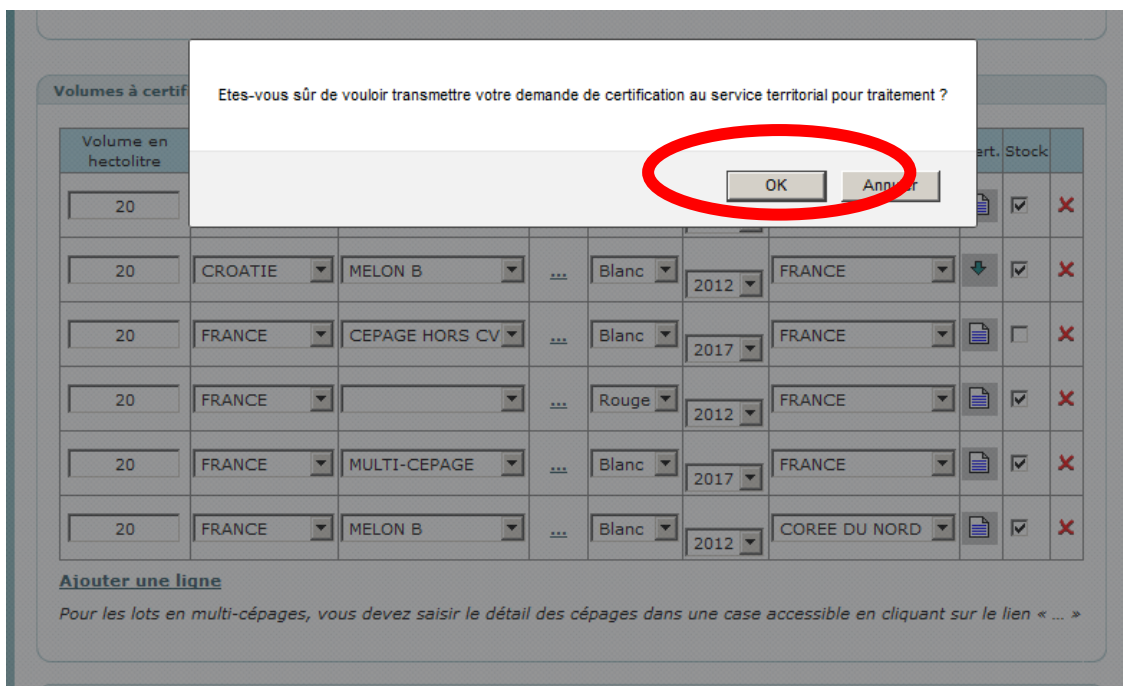 Etes-vous sûr de vouloir transmettre votre demande de certification au service territorial pour traitement ?
OK Annuler
Volumes à certif
Volume en
hectolitre
ert. Stock
20
20 CROATIE MELON B ... Blanc 2012 FRANCE
20 FRANCE CEPAGE HORS CV ... Blanc 2017 FRANCE
20 FRANCE ... Rouge 2012 FRANCE
20 FRANCE MULTI-CEPAGE ... Blanc 2017 FRANCE
20 FRANCE MELON B ... Blanc 2012 COREE DU NORD
Ajouter une ligne
Pour les lots en multi-cépages, vous devez saisir le détail des cépages dans une case accessible en cliquant sur le lien « ... »